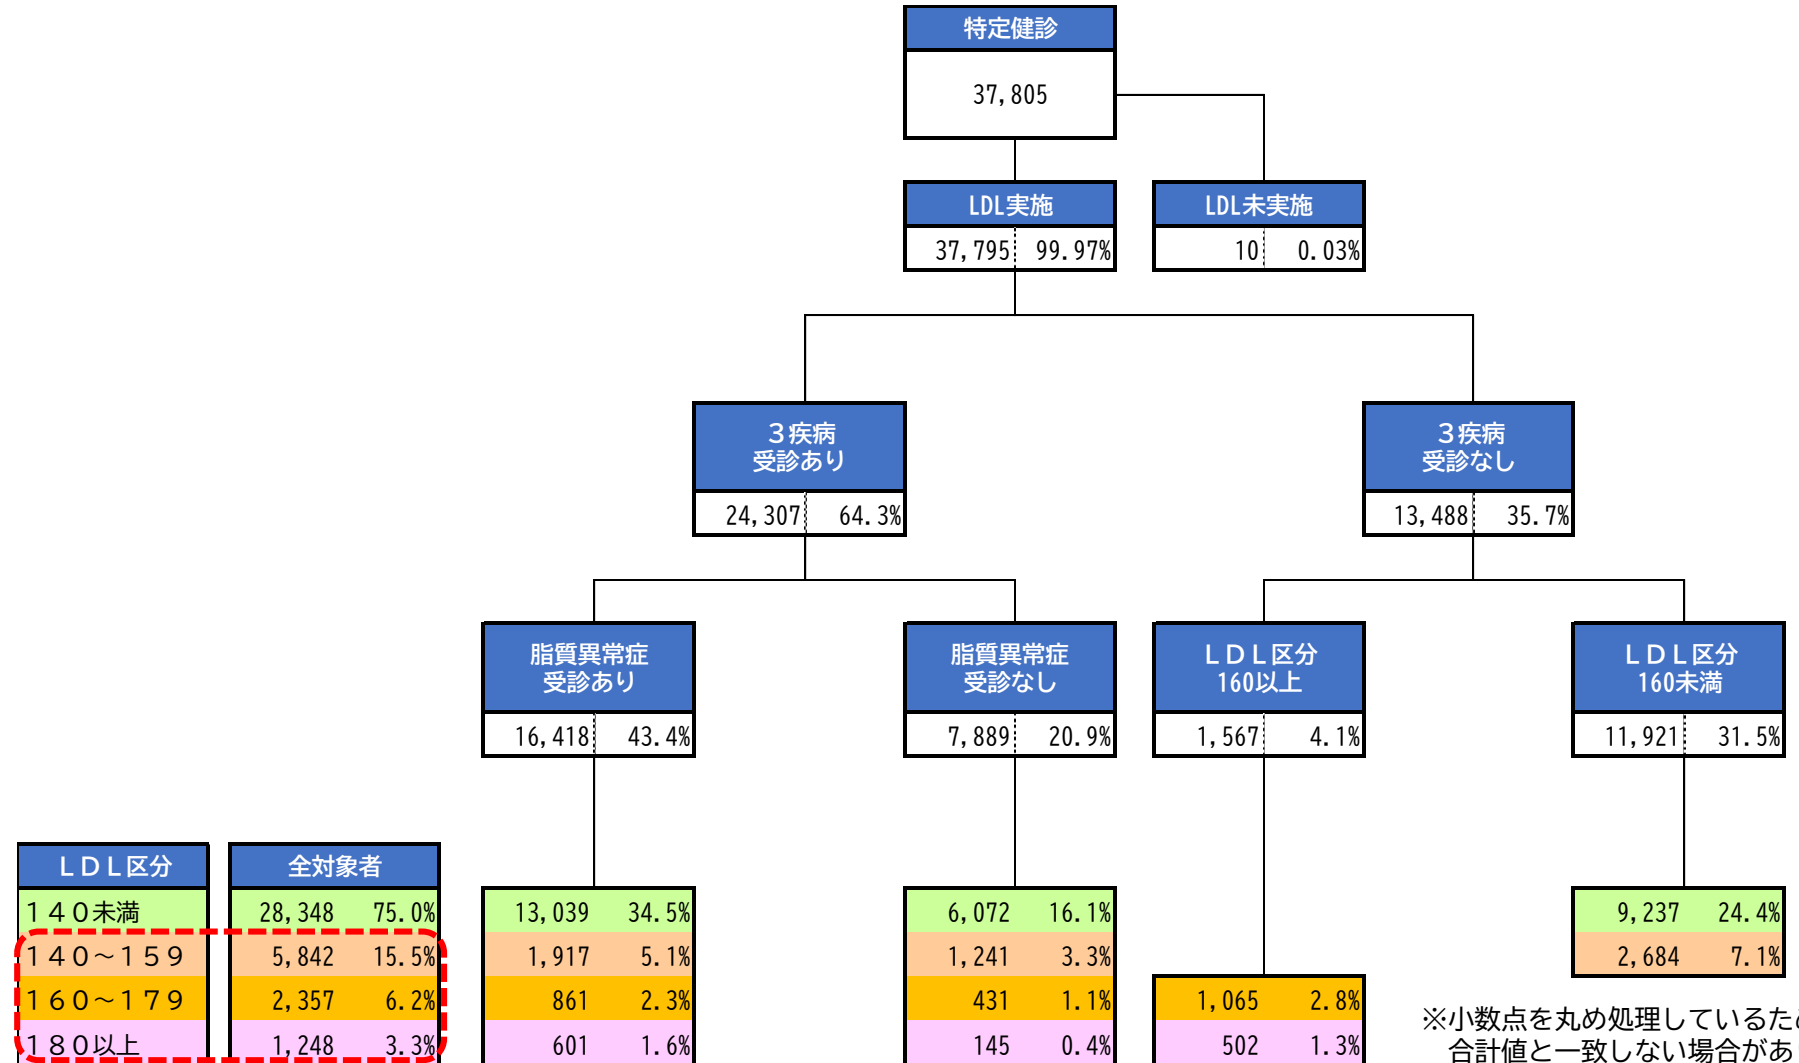 特定健診
37,805
LDL実施 LDL未実施
37,795 99.97% 10 0.03%
3疾病 3疾病
受診あり 受診なし
24,307 64.3% 13,488 35.7%
脂質異常症 脂質異常症 LDL区分 LDL区分
受診あり 受診なし 160以上 160未満
16,418 43.4% 7,889 20.9% 1,567 4.1% 11,921 31.5%
LDL区分 全対象者
140未満 28,348 75.0% 13,039 34.5% 6,072 16.1% 9,237 24.4%
140～159 5,842 15.5% 1,917 5.1% 1,241 3.3% 2,684 7.1%
160～179 2,357 6.2% 861 2.3% 431 1.1% 1,065 2.8%
180以上 1,248 3.3% 601 1.6% 145 0.4% 502 1.3%
※小数点を丸め処理しているため
合計値と一致しない場合があ